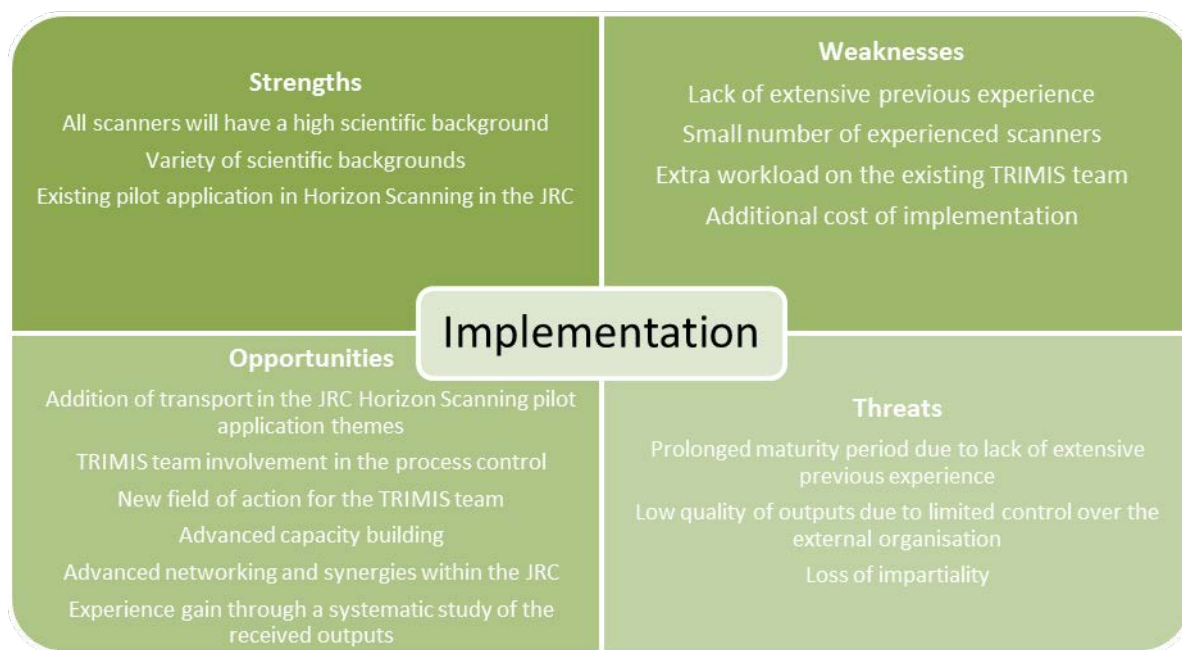 Strengths
All scanners will have a high scientific background
Variety of scientific backgrounds
Existing pilot application in Horizon Scanning in the JRC
Weaknesses
Lack of extensive previous experience
Small number of experienced scanners
Extra workload on the existing TRIMIS team
Additional cost of implementation
Implementation
Opportunities
Addition of transport in the JRC Horizon Scanning pilot
application themes
TRIMIS team involvement in the process control
New field of action for the TRIMIS team
Advanced capacity building
Advanced networking and synergies within the JRC
Experience gain through a systematic study of the
received outputs
Threats
Prolonged maturity period due to lack of extensive
previous experience
Low quality of outputs due to limited control over the
external organisation
Loss of impartiality